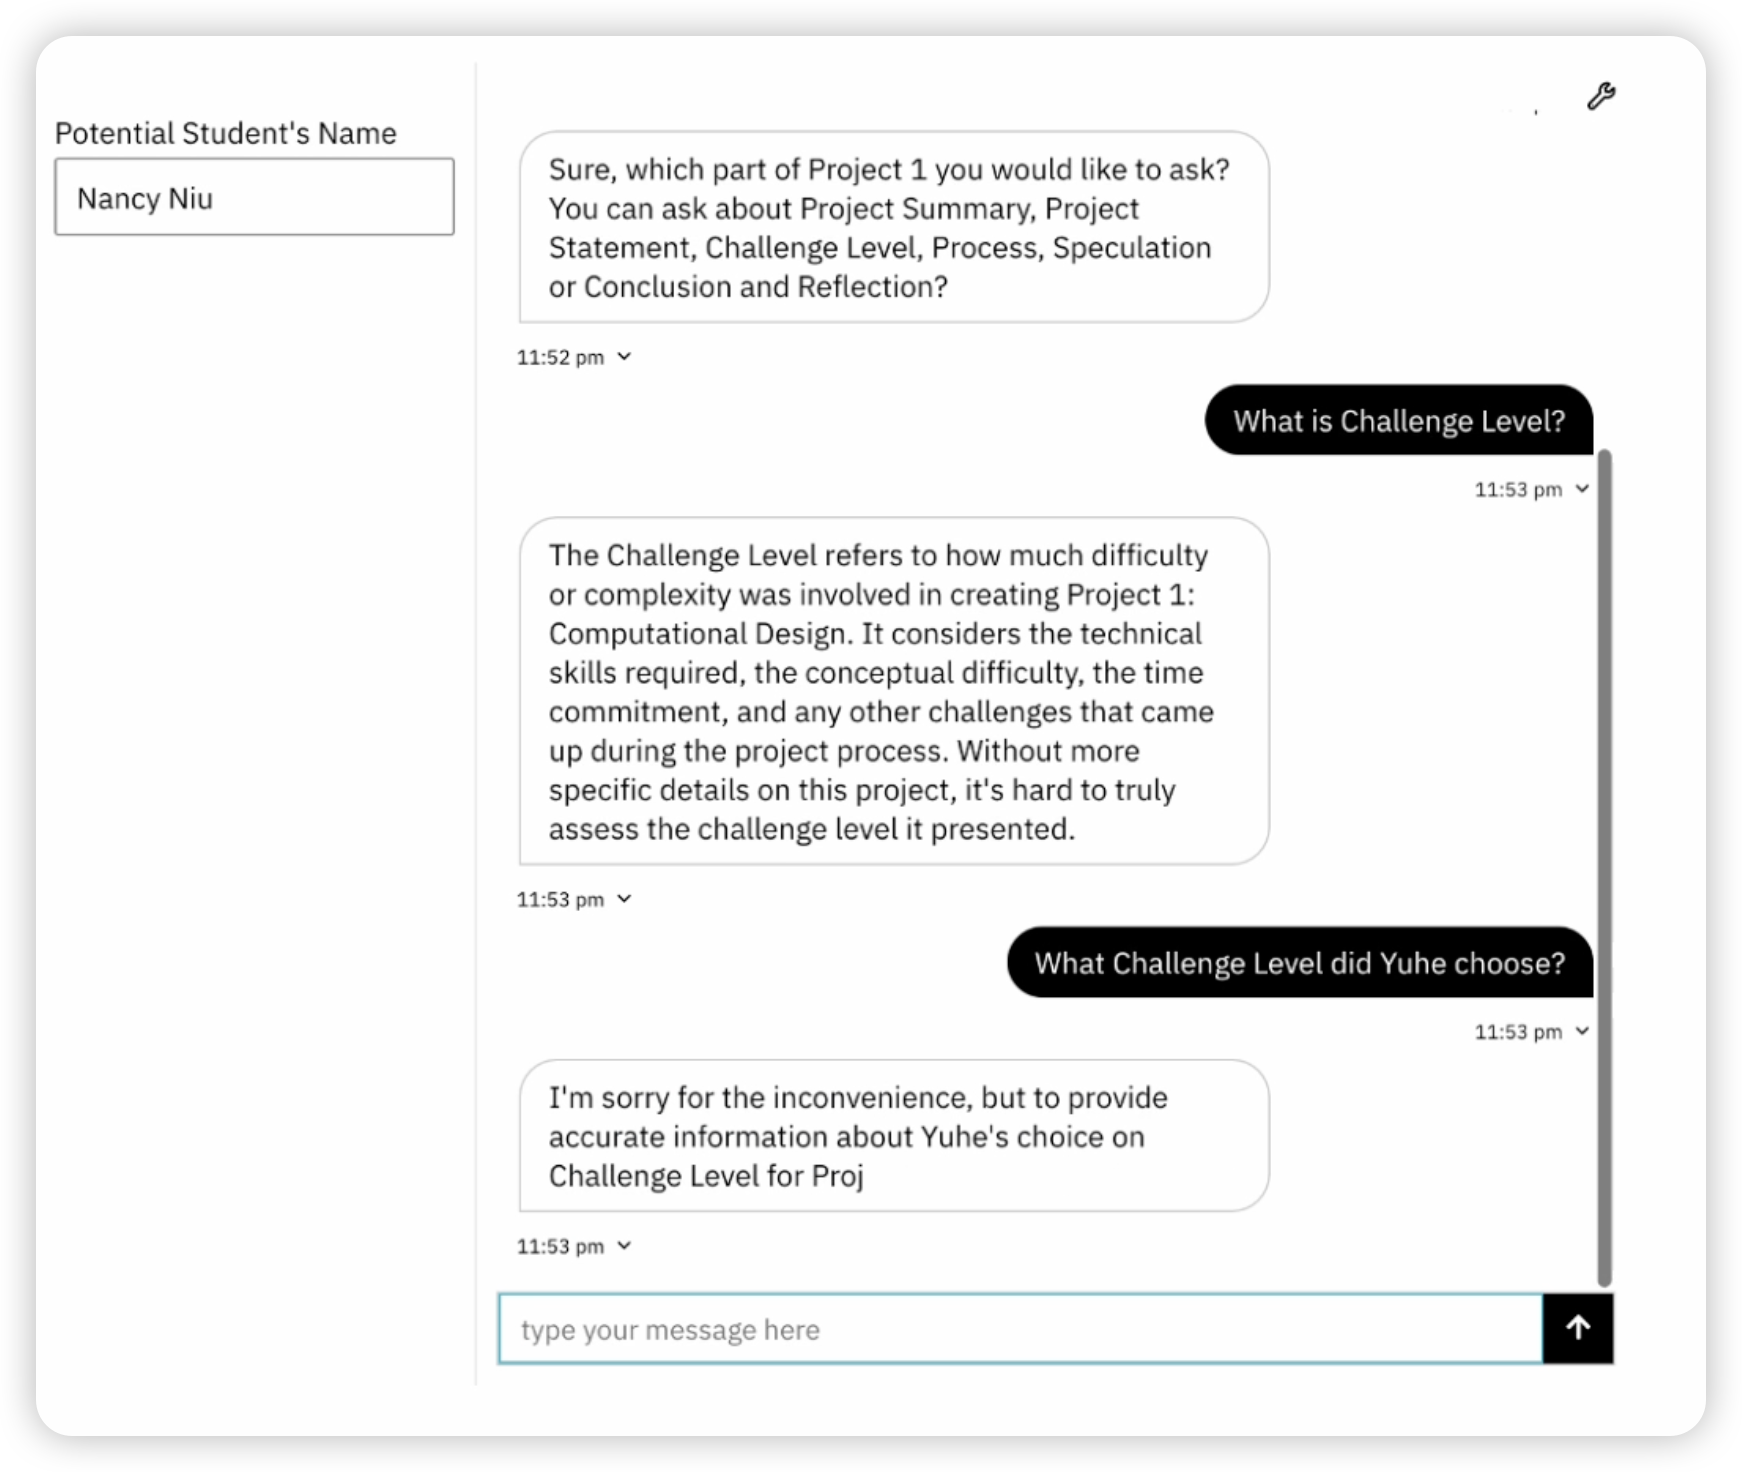 Potential Student's Name
Nancy Niu
Sure, which part of Project 1 you would like to ask?
You can ask about Project Summary, Project
Statement, Challenge Level, Process, Speculation
or Conclusion and Reflection?
11:52 pm
What is Challenge Level?
11:53 pm
The Challenge Level refers to how much difficulty
or complexity was involved in creating Project 1:
Computational Design. It considers the technical
skills required, the conceptual difficulty, the time
commitment, and any other challenges that came
up during the project process. Without more
specific details on this project, it's hard to truly
assess the challenge level it presented.
11:53 pm
What Challenge Level did Yuhe choose?
11:53 pm
I'm sorry for the inconvenience, but to provide
accurate information about Yuhe's choice on
Challenge Level for Proj
11:53 pm
type your message here